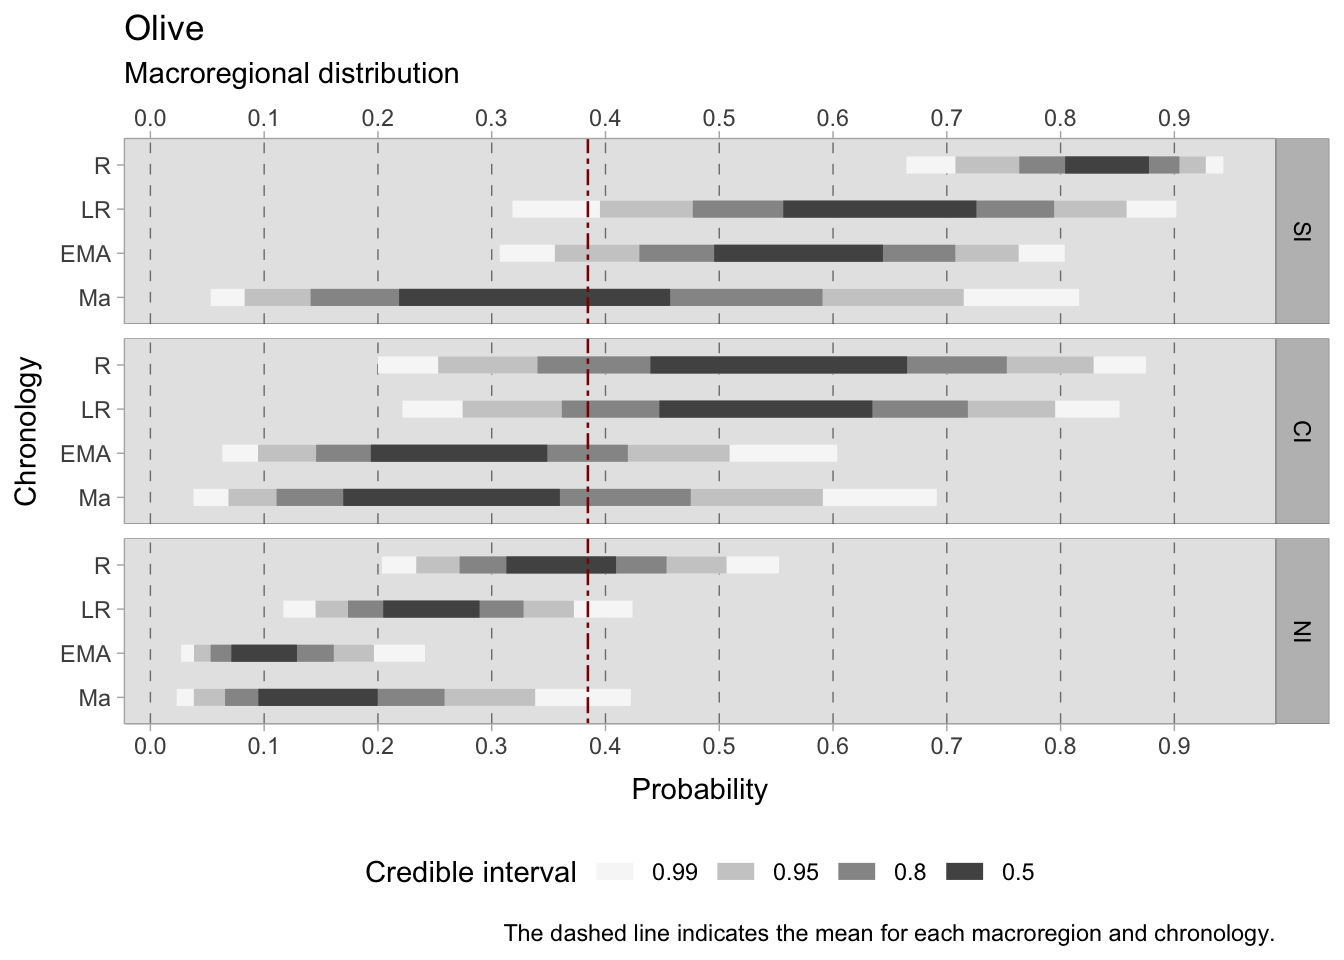 Olive
Macroregional distribution
0.0 0.1 0.2 0.3 0.4 0.5 0.6 0.7 0.8 0.9
R
LR
EMA
Ma
SI
Chronology
R
LR
EMA
Ma
CI
R
LR
EMA
Ma
NI
0.0 0.1 0.2 0.3 0.4 0.5 0.6 0.7 0.8 0.9
Probability
Credible interval 0.99 0.95 0.8 0.5
The dashed line indicates the mean for each macroregion and chronology.